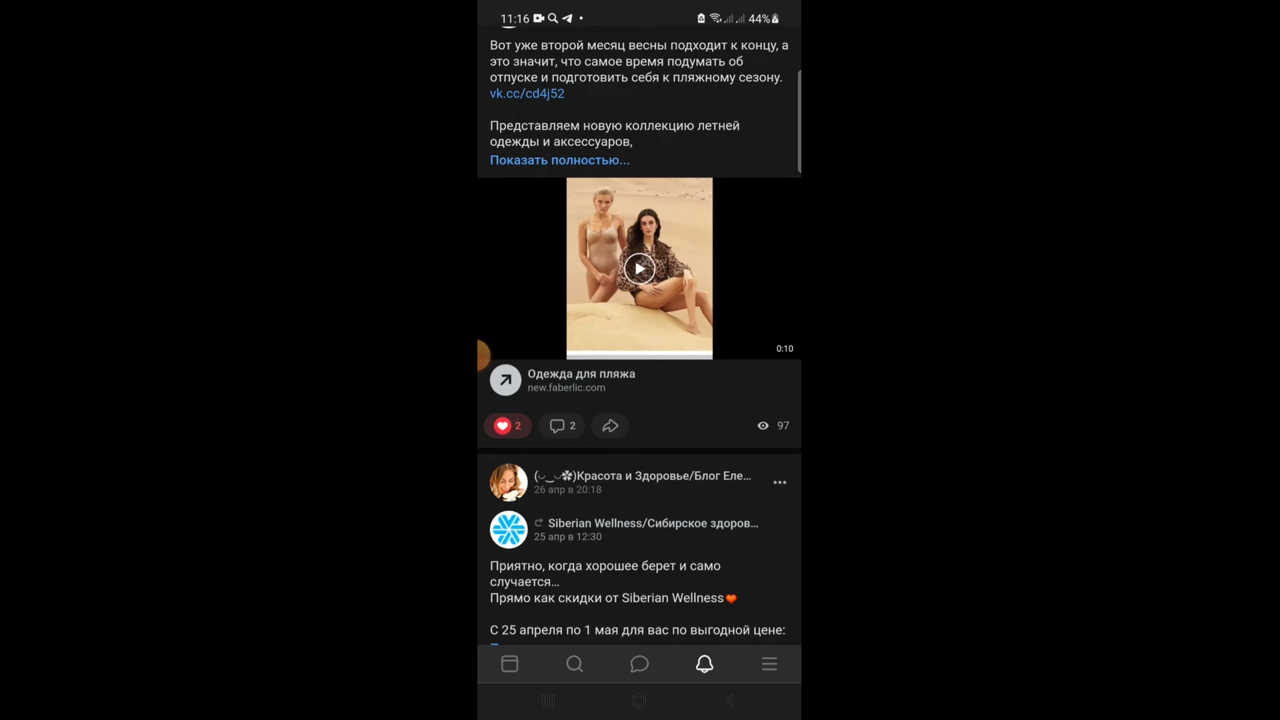 11:16
44%
Вот уже второй месяц весны подходит к концу, а
это значит, что самое время подумать об
отпуске и подготовить себя к пляжному сезону.
vk.cc/cd4j52
Представляем новую коллекцию летней
одежды и аксессуаров,
Показать полностью...
0:10
Одежда для пляжа
new.faberlic.com
2
2
97
(◡‿◡✽)Красота и Здоровье/Блог Еле...
26 апр в 20:18
Siberian Wellness/Сибирское здоров...
25 апр в 12:30
Приятно, когда хорошее берет и само
случается…
Прямо как скидки от Siberian Wellness
С 25 апреля по 1 мая для вас по выгодной цене: